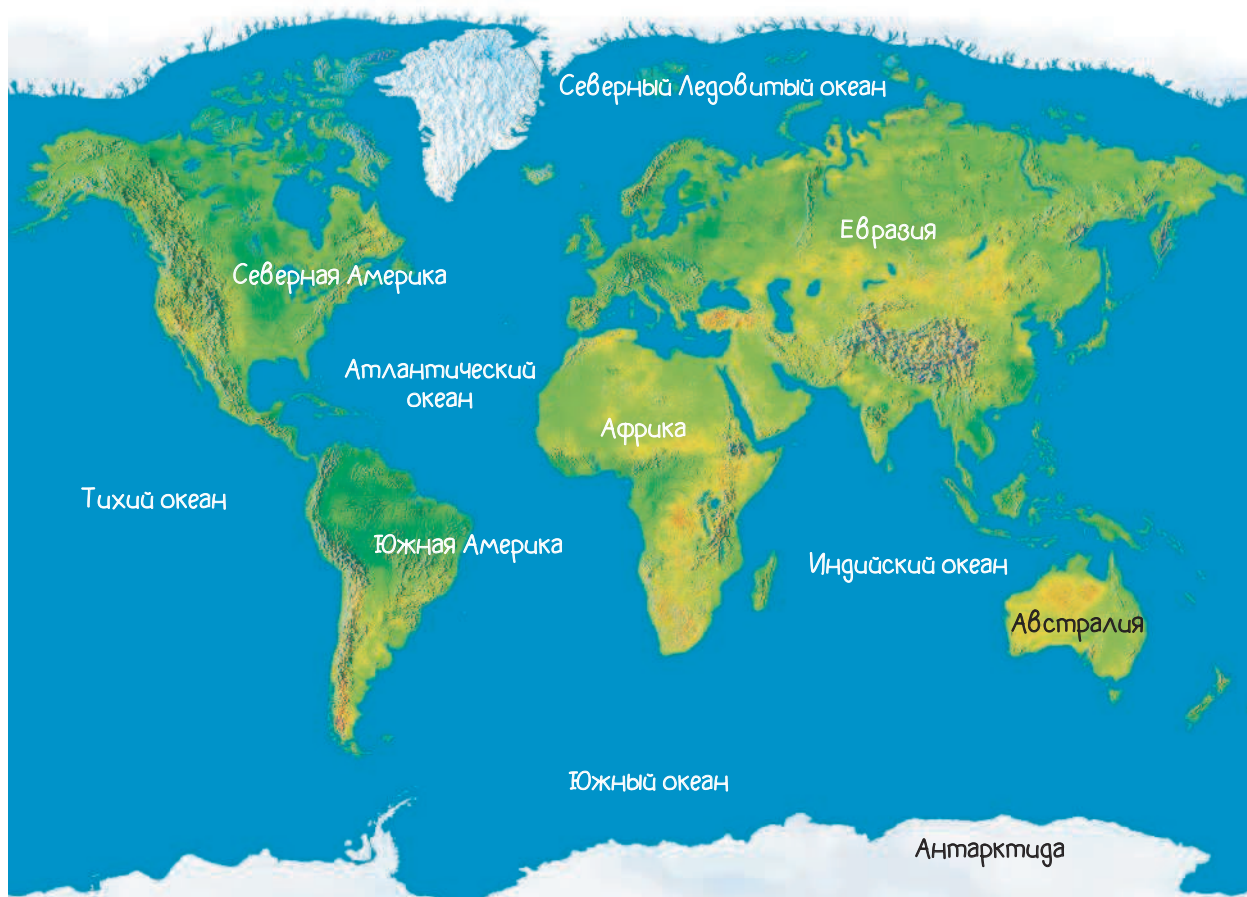 Северный Ледовитый океан
Евразия
Северная Америка
Атлантический
океан
Африка
Тихий океан
Южная Америка
Индийский океан
Австралия
Южный океан
Антарктида